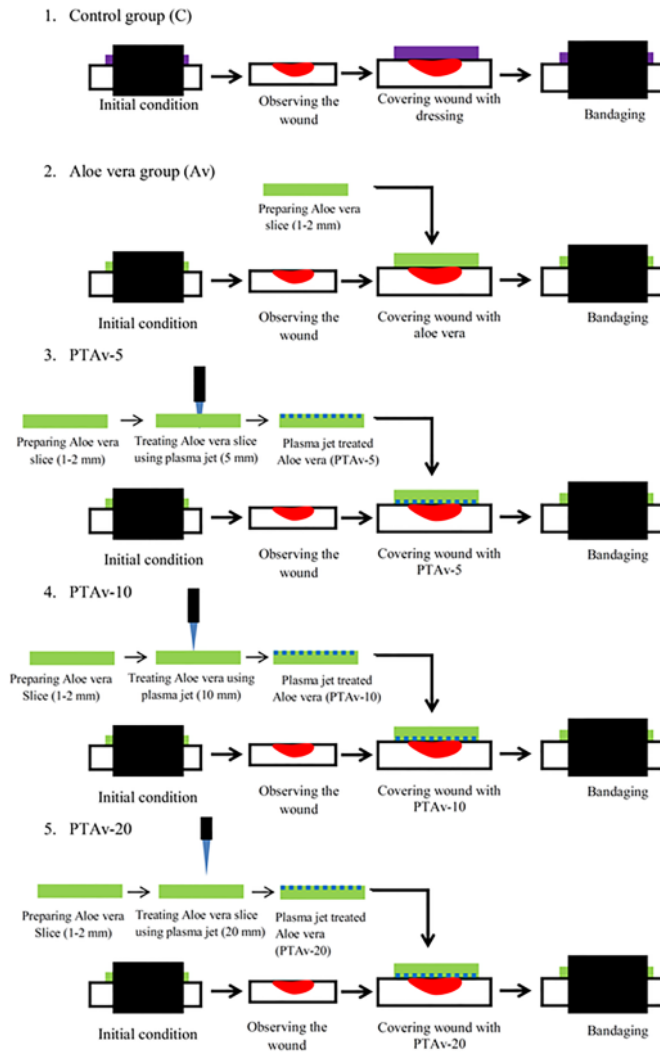 1. Control group (C)
Initial condition
Observing the
wound
Covering wound with
dressing
Bandaging
2. Aloe vera group (Av)
Preparing Aloe vera
slice (1-2 mm)
Initial condition
Observing the
wound
Covering wound with
aloe vera
Bandaging
3. PTAv-5
Preparing Aloe vera
slice (1-2 mm)
Treating Aloe vera slice
using plasma jet (5 mm)
Plasma jet treated
Aloe vera (PTAv-5)
Initial condition
Observing the
wound
Covering wound with
PTAv-5
Bandaging
4. PTAv-10
Preparing Aloe vera
Slice (1-2 mm)
Treating Aloe vera using
plasma jet (10 mm)
Plasma jet treated
Aloe vera (PTAv-10)
Initial condition
Observing the
wound
Covering wound with
PTAv-10
Bandaging
5. PTAv-20
Preparing Aloe vera
Slice (1-2 mm)
Treating Aloe vera slice
using plasma jet (20 mm)
Plasma jet treated
Aloe vera
(PTAv-20)
Initial condition
Observing the
wound
Covering wound with
PTAv-20
Bandaging